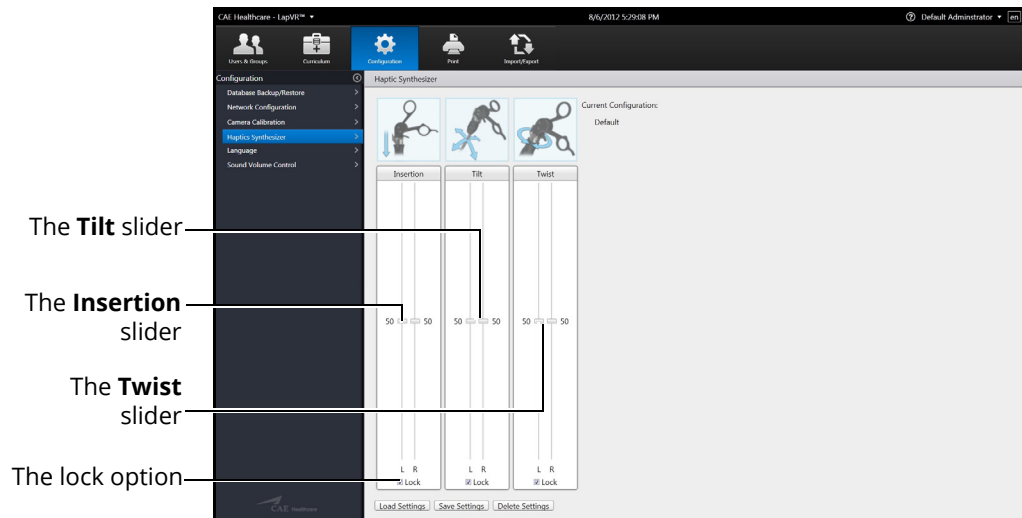 CAE Healthcare - LapVR™ 8/6/2012 5:29:08 PM Default Adminstrator en
Users & Groups Curriculum Configuration Print Import/Export
Configuration Haptic Synthesizer
Database Backup/Restore
Network Configuration
Camera Calibration
Haptics Synthesizer
Language
Sound Volume Control
Current Configuration:
Default
Insertion Tilt Twist
The Tilt slider
The Insertion
slider
50 50 50 50 50 50
The Twist
slider
L R L R L R
The lock option
Lock Lock Lock
Load Settings Save Settings Delete Settings
CAE Healthcare